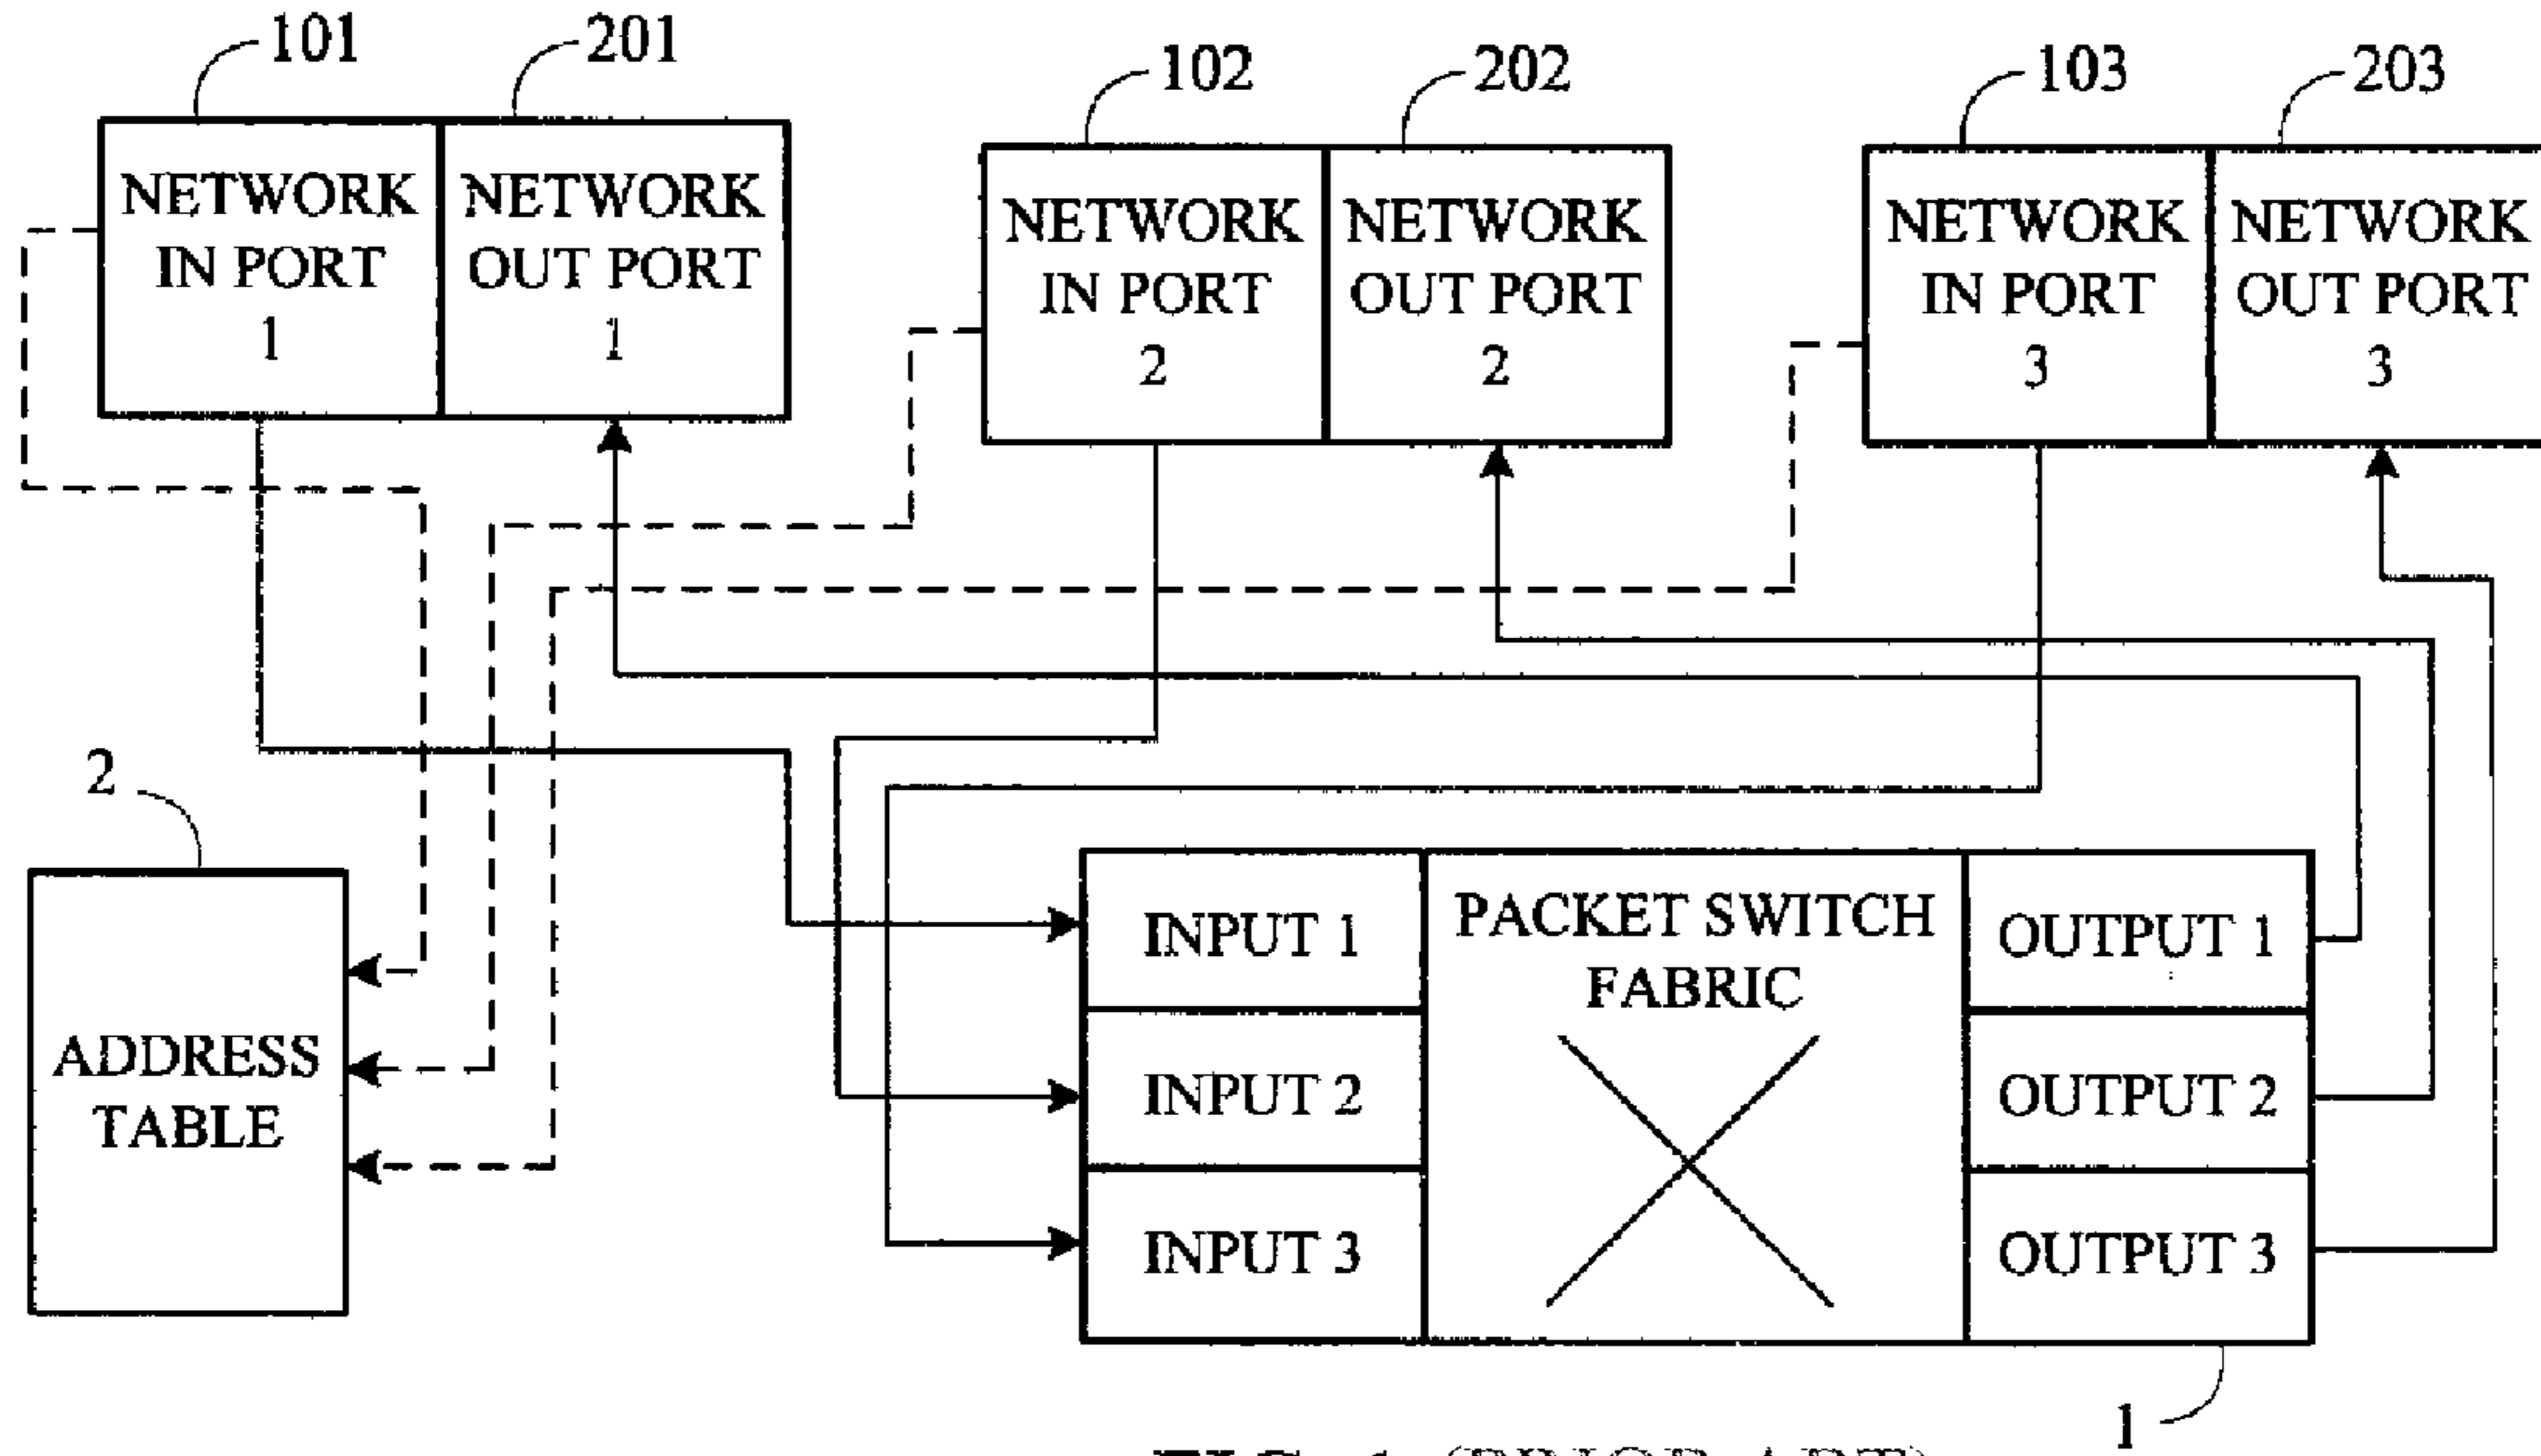 101
201
102
202
103
203
NETWORK
IN PORT
1
NETWORK
OUT PORT
1
NETWORK
IN PORT
2
NETWORK
OUT PORT
2
NETWORK
IN PORT
3
NETWORK
OUT PORT
3
2
ADDRESS
TABLE
INPUT 1
INPUT 2
INPUT 3
PACKET SWITCH
FABRIC
OUTPUT 1
OUTPUT 2
OUTPUT 3
1